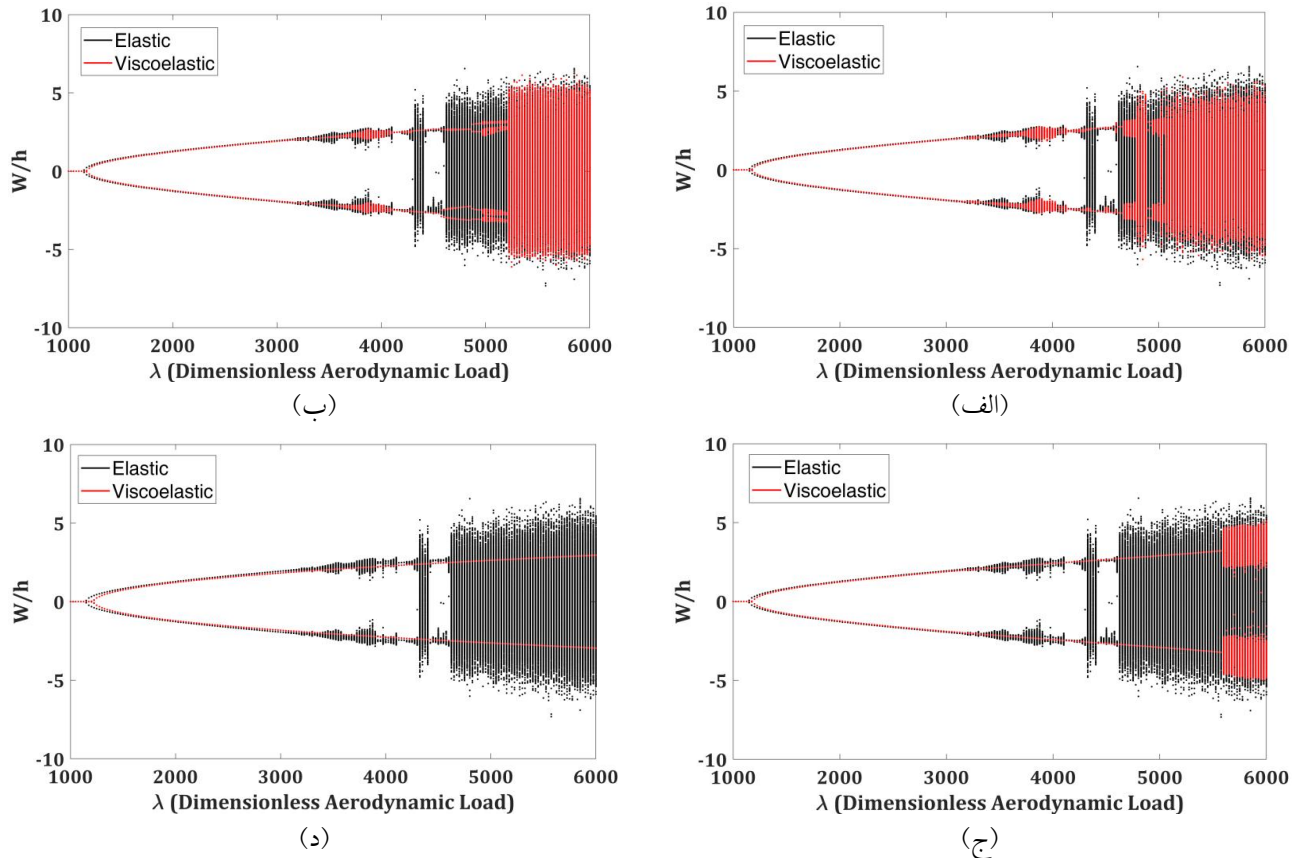 10
5
0
-5
-10
W/h
Elastic
Viscoelastic
1000 2000 3000 4000 5000 6000
λ (Dimensionless Aerodynamic Load)
(الف)
10
5
0
-5
-10
W/h
Elastic
Viscoelastic
1000 2000 3000 4000 5000 6000
λ (Dimensionless Aerodynamic Load)
(ب)
10
5
0
-5
-10
W/h
Elastic
Viscoelastic
1000 2000 3000 4000 5000 6000
λ (Dimensionless Aerodynamic Load)
(ج)
10
5
0
-5
-10
W/h
Elastic
Viscoelastic
1000 2000 3000 4000 5000 6000
λ (Dimensionless Aerodynamic Load)
(د)